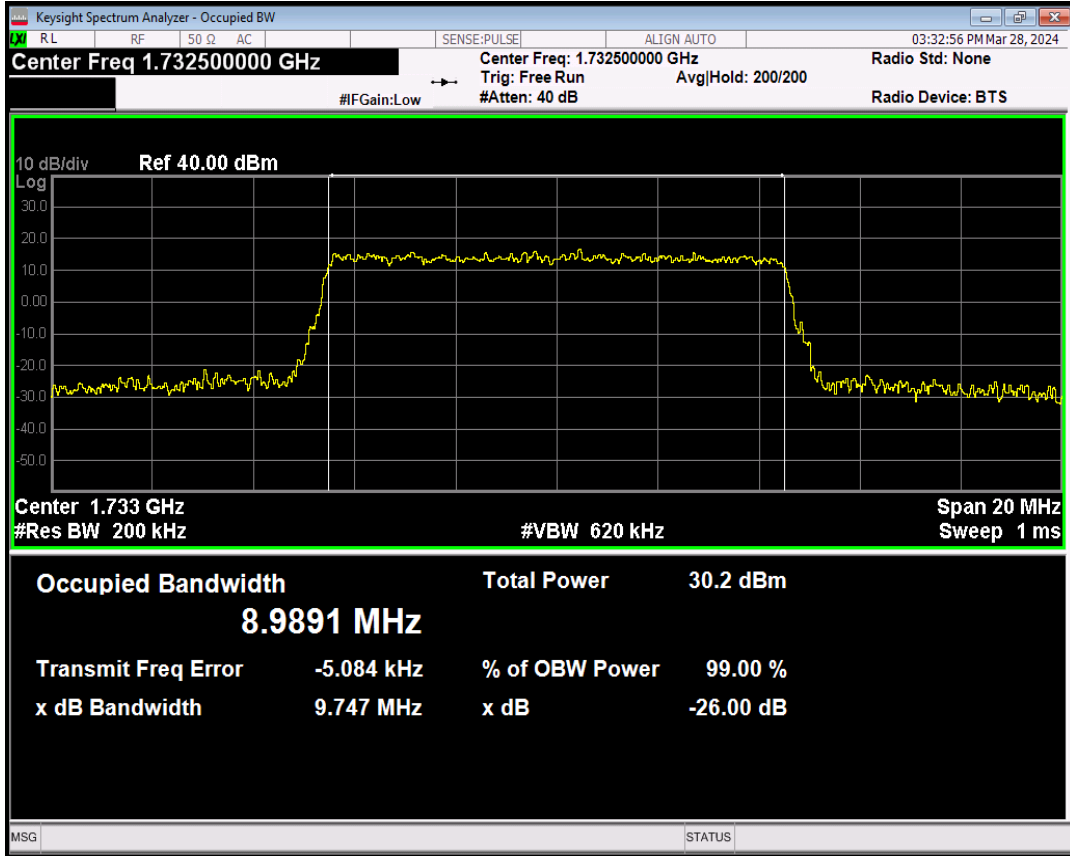 Keysight Spectrum Analyzer - Occupied BW
LXI RL RF 50 Ω AC SENSE:PULSE ALIGN AUTO 03:32:56 PM Mar 28, 2024
Center Freq 1.732500000 GHz
Center Freq: 1.732500000 GHz Radio Std: None
Trig: Free Run Avg|Hold: 200/200
#IFGain:Low #Atten: 40 dB Radio Device: BTS
10 dB/div Ref 40.00 dBm
Log
30.0
20.0
10.0
0.00
-10.0
-20.0
-30.0
-40.0
-50.0
Center 1.733 GHz Span 20 MHz
#Res BW 200 kHz #VBW 620 kHz Sweep 1 ms
Occupied Bandwidth Total Power 30.2 dBm
8.9891 MHz
Transmit Freq Error -5.084 kHz % of OBW Power 99.00 %
x dB Bandwidth 9.747 MHz x dB -26.00 dB
MSG STATUS